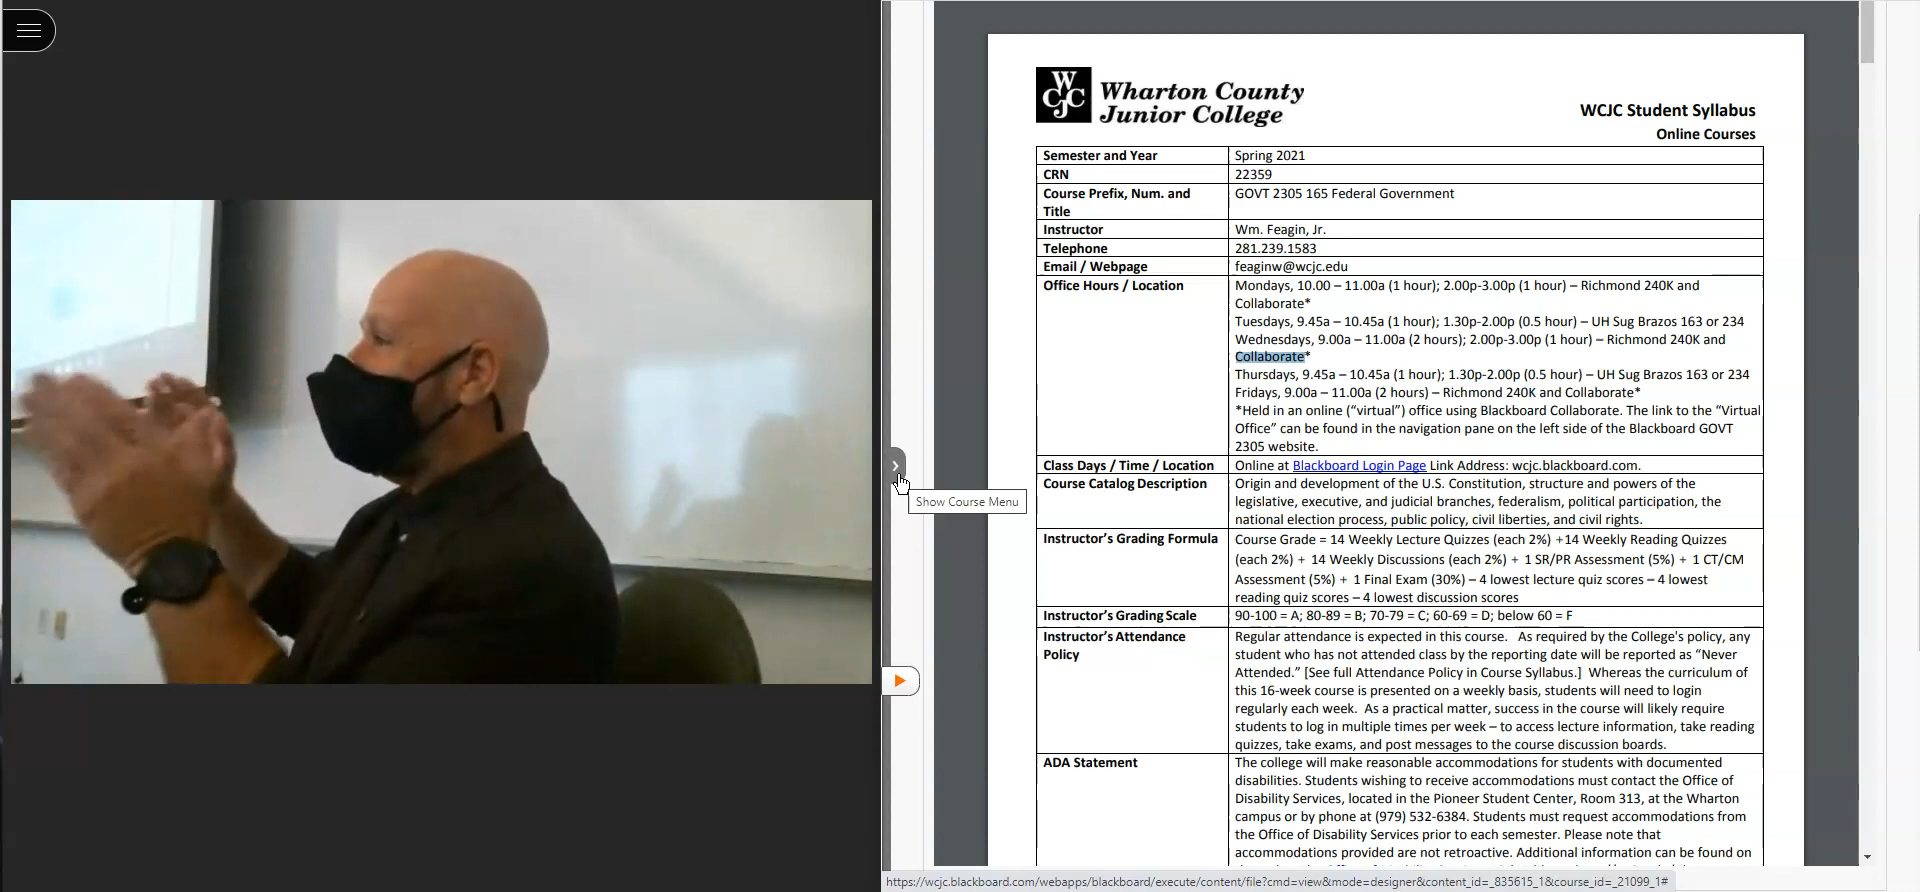 WCJC
Wharton County
Junior College
WCJC Student Syllabus
Online Courses
Semester and Year Spring 2021
CRN 22359
Course Prefix, Num. and GOVT 2305 165 Federal Government
Title
Instructor Wm. Feagin, Jr.
Telephone 281.239.1583
Email / Webpage feaginw@wcjc.edu
Office Hours / Location Mondays, 10.00 – 11.00a (1 hour); 2.00p-3.00p (1 hour) – Richmond 240K and
Collaborate*
Tuesdays, 9.45a – 10.45a (1 hour); 1.30p-2.00p (0.5 hour) – UH Sug Brazos 163 or 234
Wednesdays, 9.00a – 11.00a (2 hours); 2.00p-3.00p (1 hour) – Richmond 240K and
Collaborate*
Thursdays, 9.45a – 10.45a (1 hour); 1.30p-2.00p (0.5 hour) – UH Sug Brazos 163 or 234
Fridays, 9.00a – 11.00a (2 hours) – Richmond 240K and Collaborate*
*Held in an online (“virtual”) office using Blackboard Collaborate. The link to the “Virtual
Office” can be found in the navigation pane on the left side of the Blackboard GOVT
2305 website.
Class Days / Time / Location Online at Blackboard Login Page Link Address: wcjc.blackboard.com.
Course Catalog Description Origin and development of the U.S. Constitution, structure and powers of the
legislative, executive, and judicial branches, federalism, political participation, the
national election process, public policy, civil liberties, and civil rights.
Instructor’s Grading Formula Course Grade = 14 Weekly Lecture Quizzes (each 2%) +14 Weekly Reading Quizzes
(each 2%) + 14 Weekly Discussions (each 2%) + 1 SR/PR Assessment (5%) + 1 CT/CM
Assessment (5%) + 1 Final Exam (30%) – 4 lowest lecture quiz scores – 4 lowest
reading quiz scores – 4 lowest discussion scores
Instructor’s Grading Scale 90-100 = A; 80-89 = B; 70-79 = C; 60-69 = D; below 60 = F
Instructor’s Attendance Regular attendance is expected in this course. As required by the College's policy, any
Policy student who has not attended class by the reporting date will be reported as “Never
Attended.” [See full Attendance Policy in Course Syllabus.] Whereas the curriculum of
this 16-week course is presented on a weekly basis, students will need to login
regularly each week. As a practical matter, success in the course will likely require
students to log in multiple times per week – to access lecture information, take reading
quizzes, take exams, and post messages to the course discussion boards.
ADA Statement The college will make reasonable accommodations for students with documented
disabilities. Students wishing to receive accommodations must contact the Office of
Disability Services, located in the Pioneer Student Center, Room 313, at the Wharton
campus or by phone at (979) 532-6384. Students must request accommodations from
the Office of Disability Services prior to each semester. Please note that
accommodations provided are not retroactive. Additional information can be found on
Show Course Menu
https://wcjc.blackboard.com/webapps/blackboard/execute/content/file?cmd=view&mode=designer&content_id=_835615_1&course_id=_21099_1#